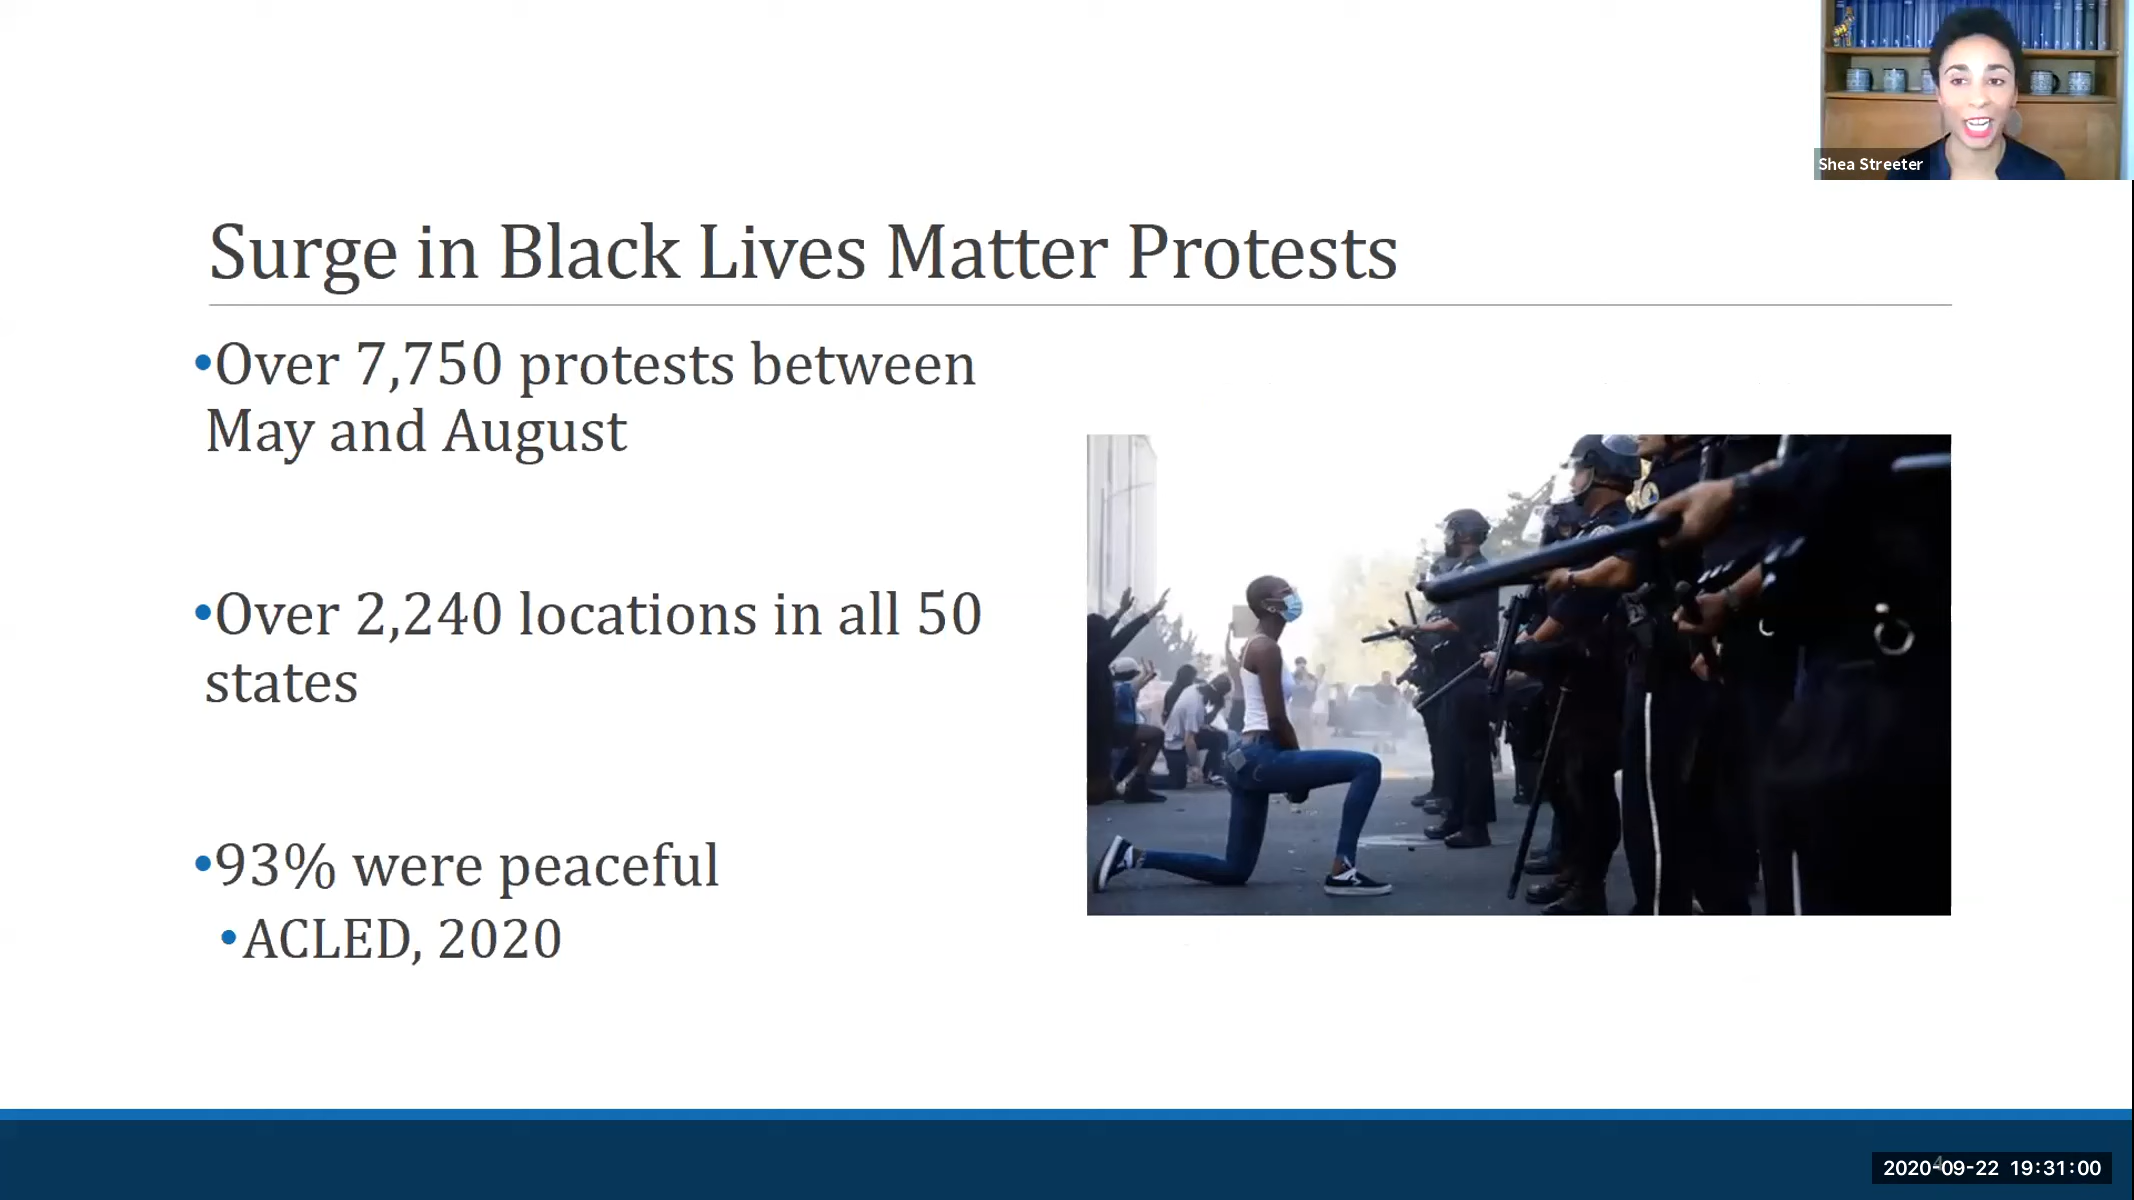 Shea Streeter
Surge in Black Lives Matter Protests
•Over 7,750 protests between
May and August
•Over 2,240 locations in all 50
states
•93% were peaceful
•ACLED, 2020
2020-09-22 19:31:00